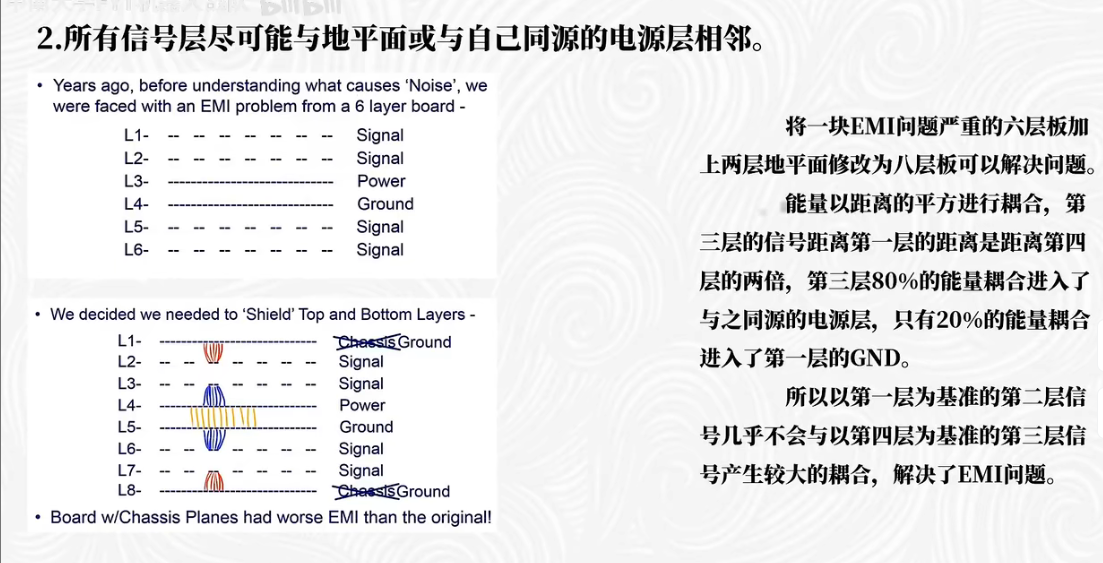 2.所有信号层尽可能与地平面或与自己同源的电源层相邻。
• Years ago, before understanding what causes ‘Noise’, we
were faced with an EMI problem from a 6 layer board -
L1- -- -- -- -- -- -- -- Signal
L2- -- -- -- -- -- -- -- Signal
L3- ----------------------------- Power
L4- ----------------------------- Ground
L5- -- -- -- -- -- -- -- Signal
L6- -- -- -- -- -- -- -- Signal
• We decided we needed to ‘Shield’ Top and Bottom Layers -
L1- ---------------------------- Chassis Ground
L2- -- -- -- -- -- -- -- Signal
L3- -- -- -- -- -- -- -- Signal
L4- ---------------------------- Power
L5- ---------------------------- Ground
L6- -- -- -- -- -- -- -- Signal
L7- -- -- -- -- -- -- -- Signal
L8- ---------------------------- Chassis Ground
• Board w/Chassis Planes had worse EMI than the original!
将一块EMI问题严重的六层板加
上两层地平面修改为八层板可以解决问题。
能量以距离的平方进行耦合，第
三层的信号距离第一层的距离是距离第四
层的两倍，第三层80%的能量耦合进入了
与之同源的电源层，只有20%的能量耦合
进入了第一层的GND。
所以以第一层为基准的第二层信
号几乎不会与以第四层为基准的第三层信
号产生较大的耦合，解决了EMI问题。